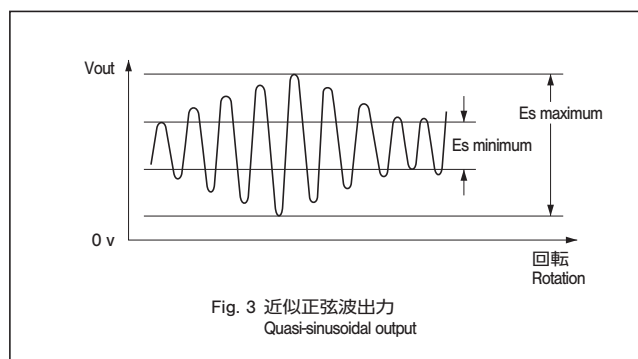 Vout
Es maximum
Es minimum
0 v
回転
Rotation
Fig. 3 近似正弦波出力
Quasi-sinusoidal output